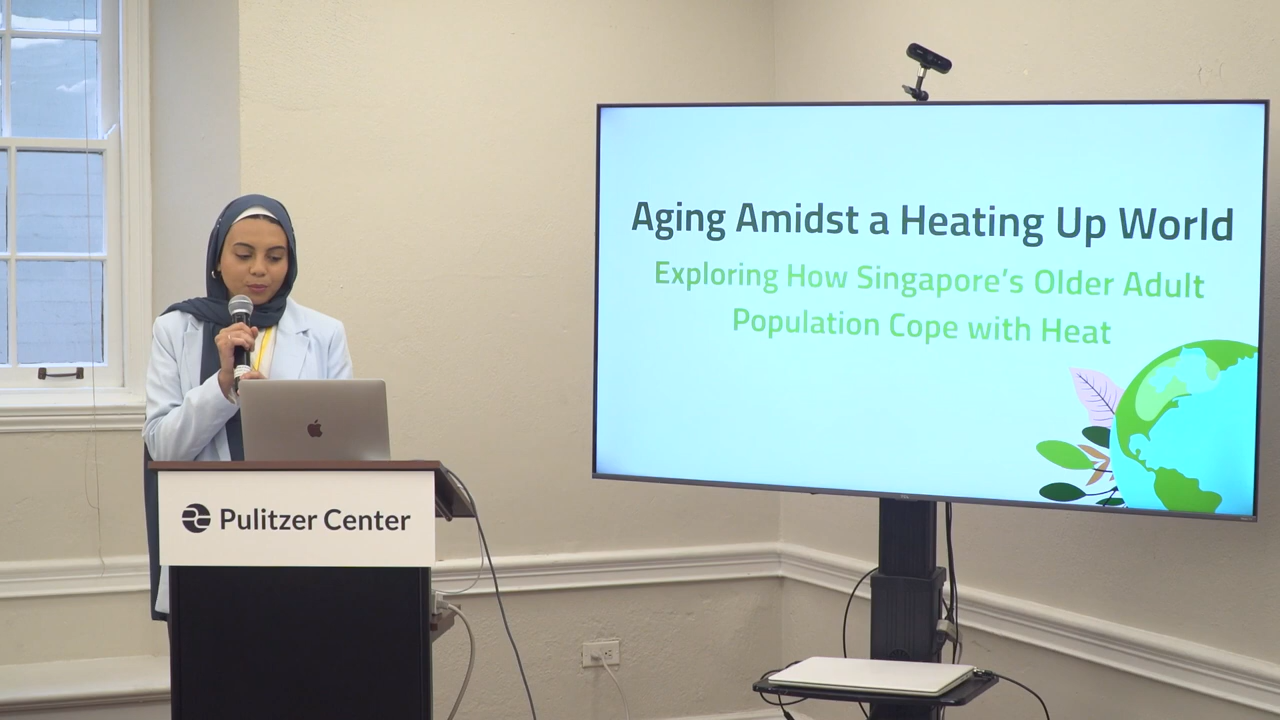 Aging Amidst a Heating Up World
Exploring How Singapore's Older Adult
Population Cope with Heat
Pulitzer Center